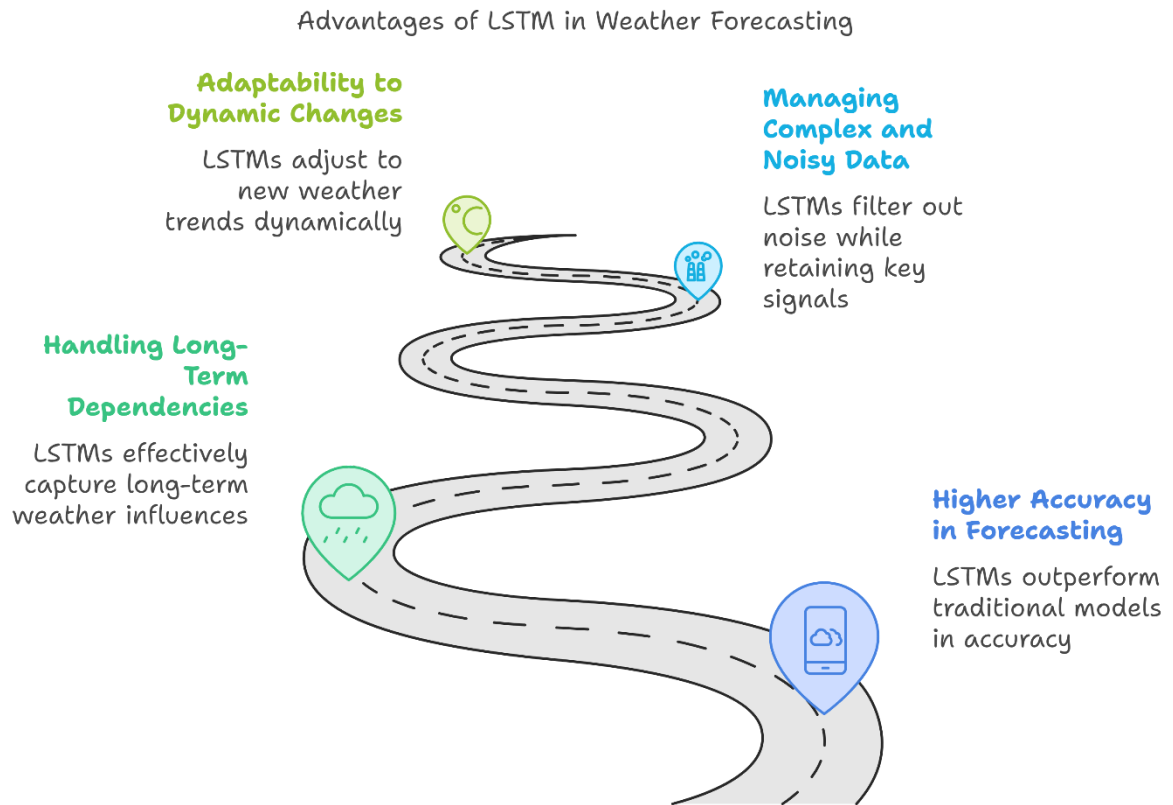 Advantages of LSTM in Weather Forecasting
Adaptability to
Dynamic Changes
LSTMs adjust to
new weather
trends dynamically
Managing
Complex and
Noisy Data
LSTMs filter out
noise while
retaining key
signals
Handling Long-
Term
Dependencies
LSTMs effectively
capture long-term
weather influences
Higher Accuracy
in Forecasting
LSTMs outperform
traditional models
in accuracy